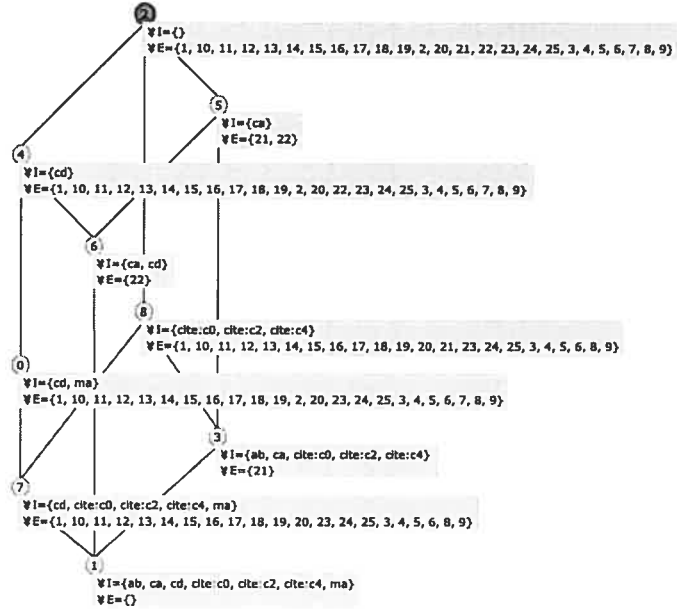 2
¥I={}
¥E={1, 10, 11, 12, 13, 14, 15, 16, 17, 18, 19, 2, 20, 21, 22, 23, 24, 25, 3, 4, 5, 6, 7, 8, 9}
5
¥I={ca}
¥E={21, 22}
4
¥I={cd}
¥E={1, 10, 11, 12, 13, 14, 15, 16, 17, 18, 19, 2, 20, 22, 23, 24, 25, 3, 4, 5, 6, 7, 8, 9}
6
¥I={ca, cd}
¥E={22}
8
¥I={cite:c0, cite:c2, cite:c4}
¥E={1, 10, 11, 12, 13, 14, 15, 16, 17, 18, 19, 20, 21, 23, 24, 25, 3, 4, 5, 6, 8, 9}
0
¥I={cd, ma}
¥E={1, 10, 11, 12, 13, 14, 15, 16, 17, 18, 19, 2, 20, 23, 24, 25, 3, 4, 5, 6, 7, 8, 9}
3
¥I={ab, ca, cite:c0, cite:c2, cite:c4}
¥E={21}
7
¥I={cd, cite:c0, cite:c2, cite:c4, ma}
¥E={1, 10, 11, 12, 13, 14, 15, 16, 17, 18, 19, 20, 23, 24, 25, 3, 4, 5, 6, 8, 9}
1
¥I={ab, ca, cd, cite:c0, cite:c2, cite:c4, ma}
¥E={}